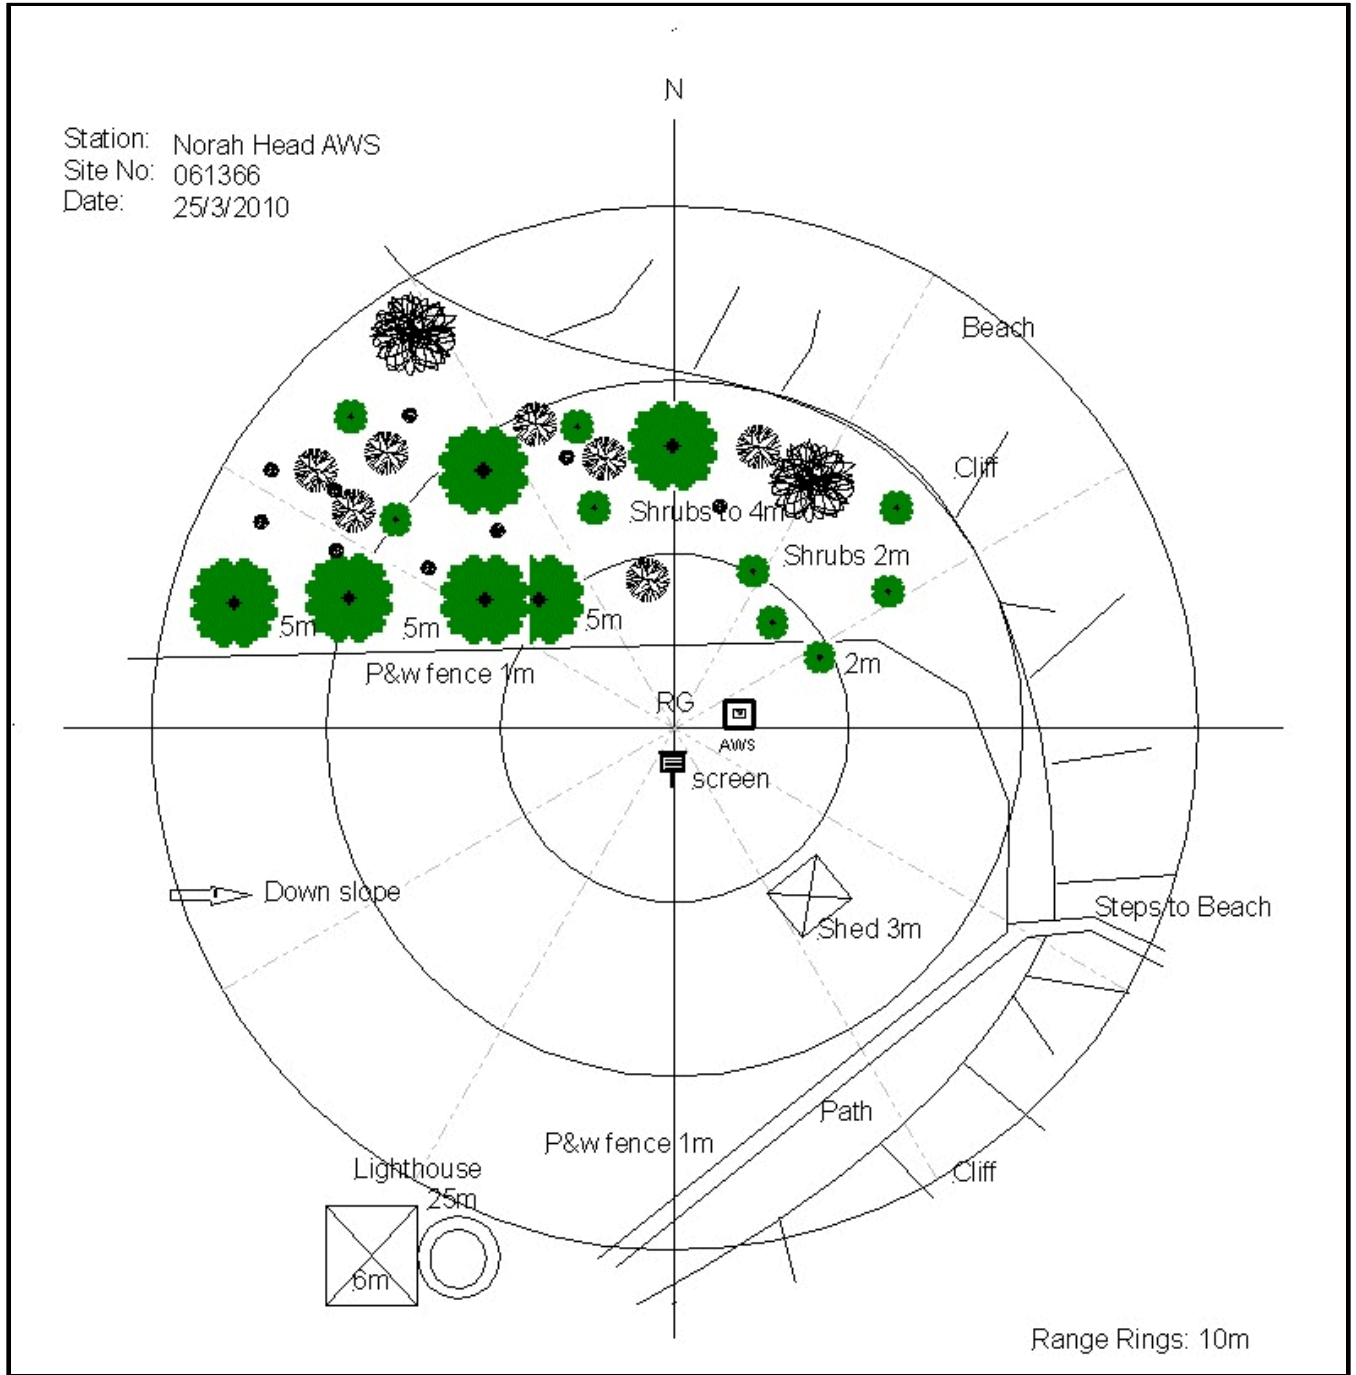 N
Station: Norah Head AWS
Site No: 061366
Date: 25/3/2010
Beach
Cliff
Shrubs to 4m
Shrubs 2m
5m
5m
5m
P&w fence 1m
2m
RG
AWS
screen
Down slope
Steps to Beach
Shed 3m
Path
P&w fence 1m
Lighthouse
25m
Cliff
6m
Range Rings: 10m